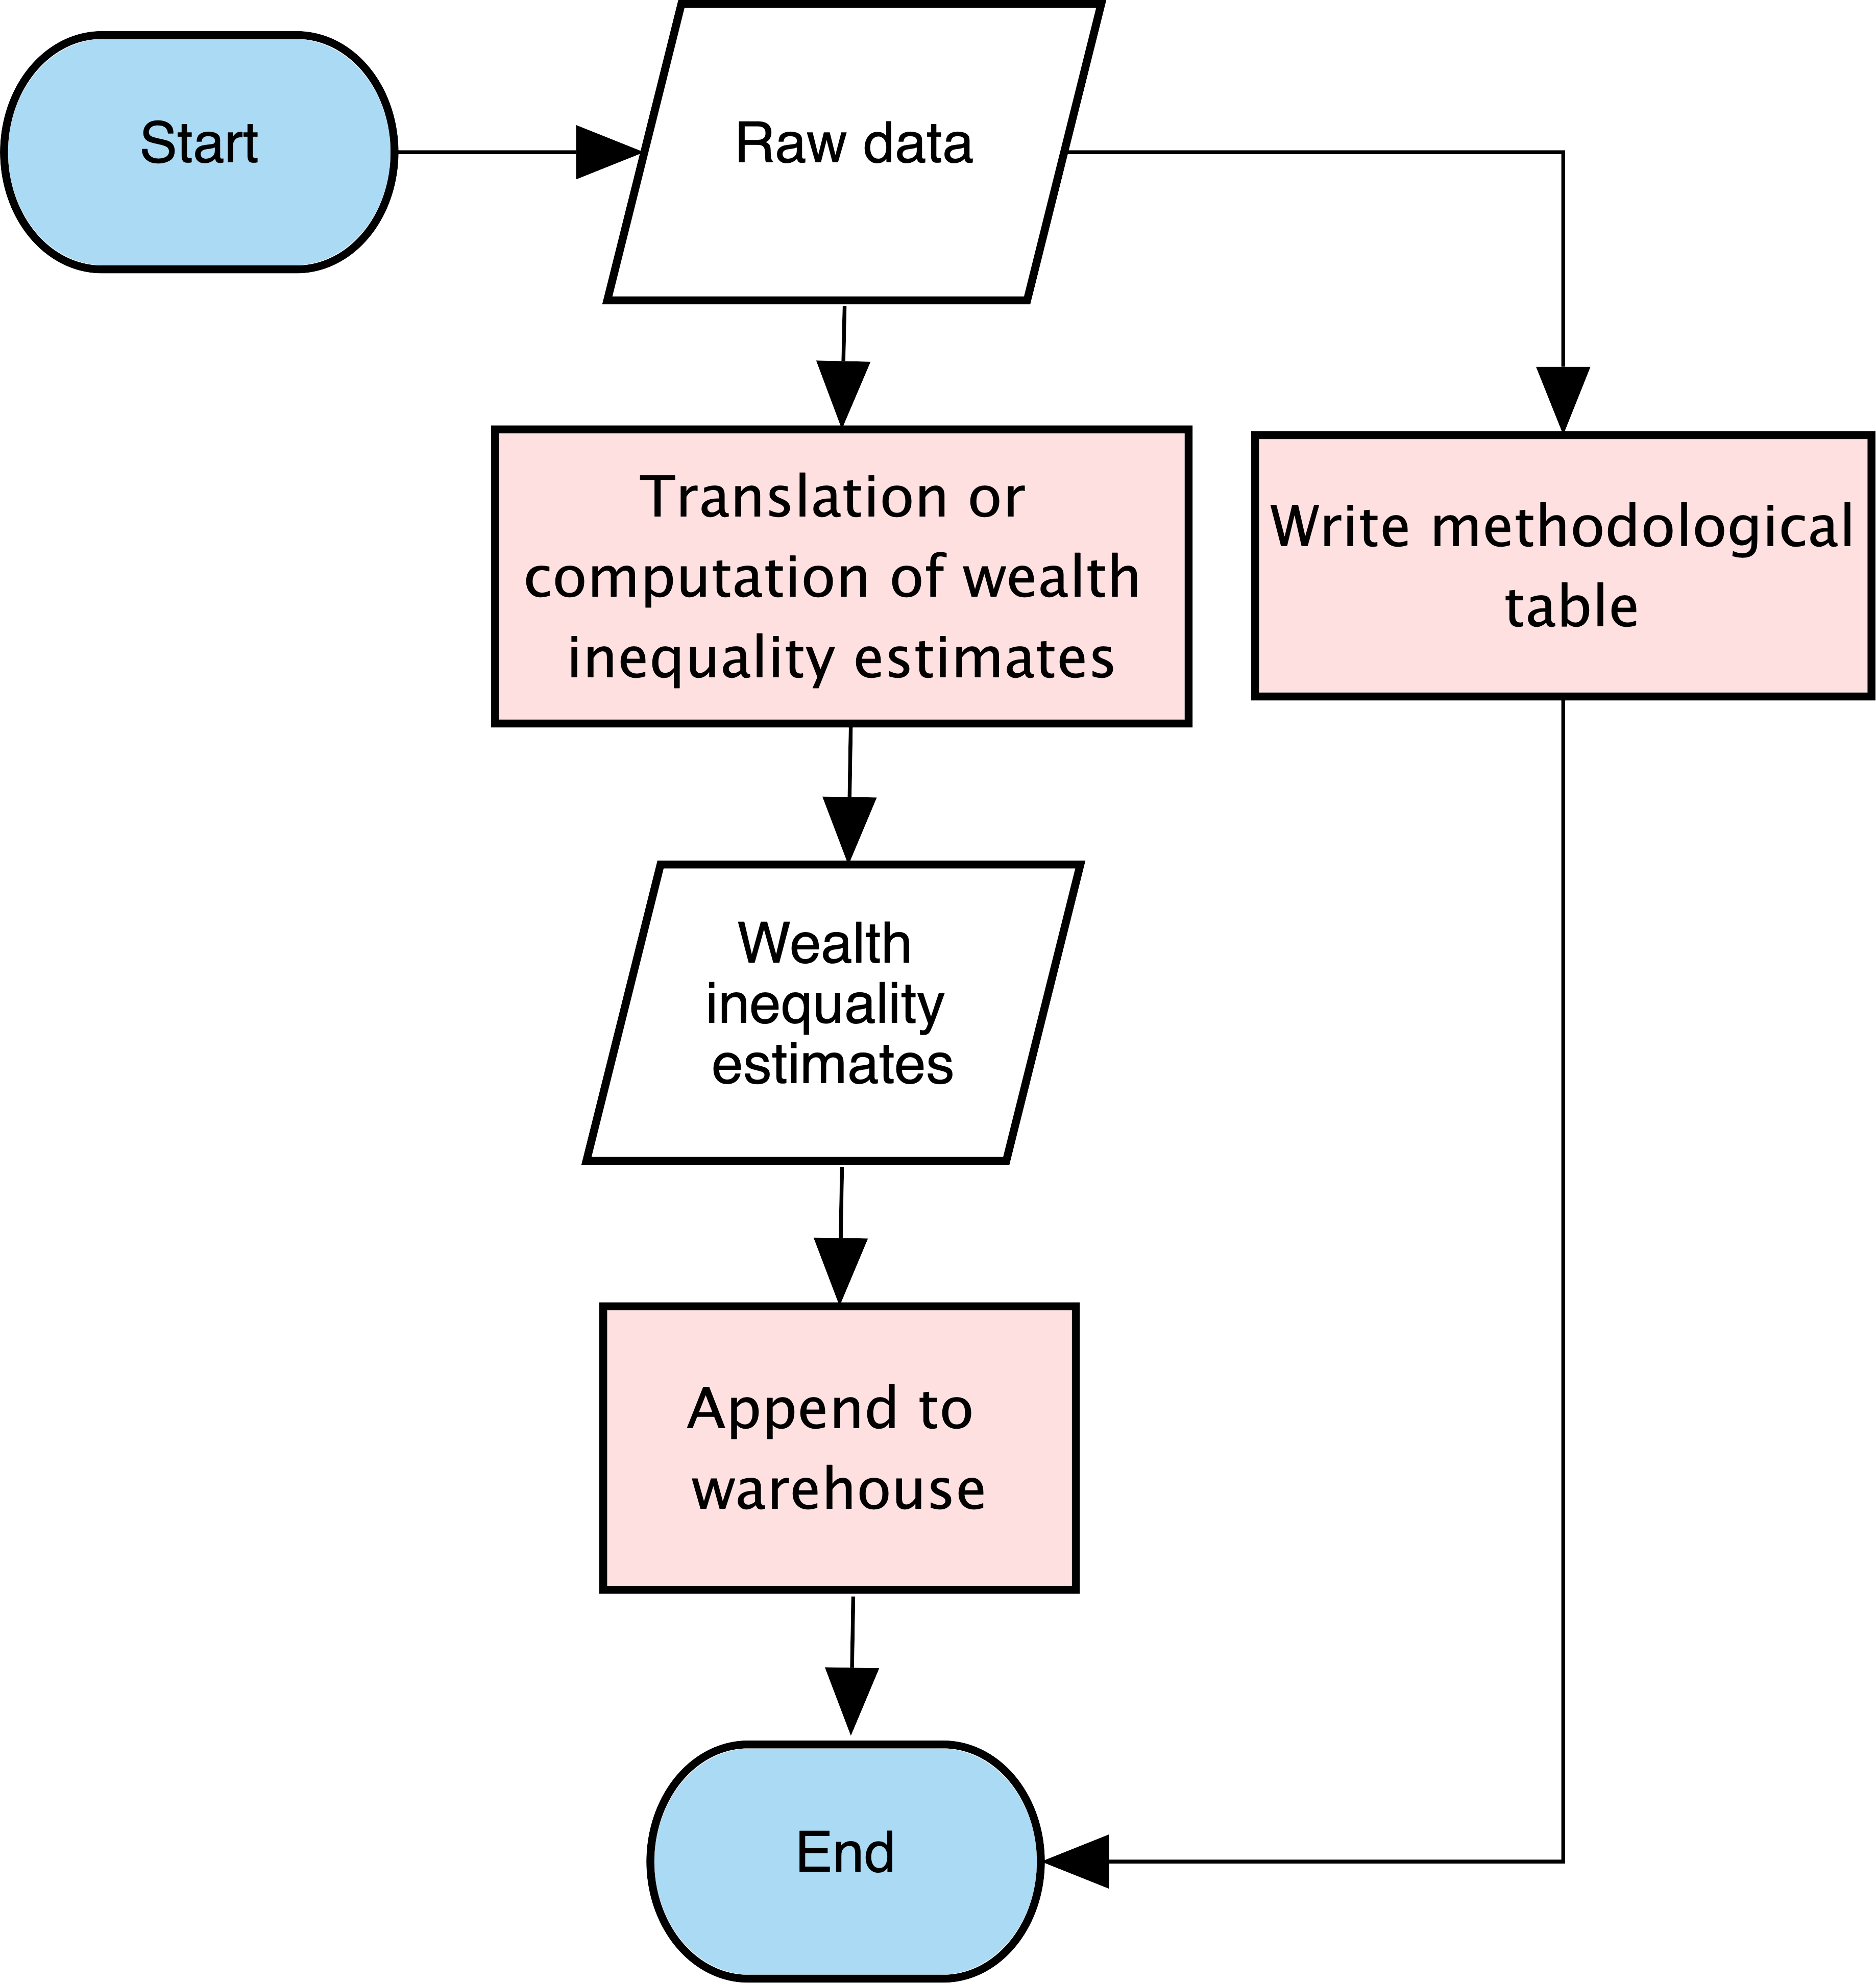 Start
Raw data
Translation or
computation of wealth
inequality estimates
Write methodological
table
Wealth
inequality
estimates
Append to
warehouse
End